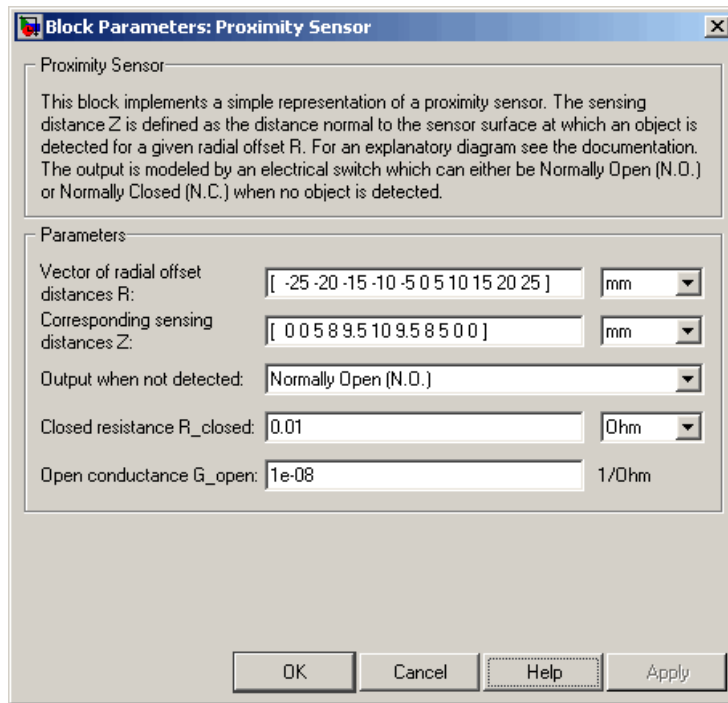 Block Parameters: Proximity Sensor
Proximity Sensor
This block implements a simple representation of a proximity sensor. The sensing
distance Z is defined as the distance normal to the sensor surface at which an object is
detected for a given radial offset R. For an explanatory diagram see the documentation.
The output is modeled by an electrical switch which can either be Normally Open (N.O.)
or Normally Closed (N.C.) when no object is detected.
Parameters
Vector of radial offset
distances R:
[ -25 -20 -15 -10 -5 0 5 10 15 20 25 ]
mm
Corresponding sensing
distances Z:
[ 0 0 5 8 9.5 10 9.5 8 5 0 0 ]
mm
Output when not detected:
Normally Open (N.O.)
Closed resistance R_closed:
0.01
Ohm
Open conductance G_open:
1e-08
1/Ohm
OK
Cancel
Help
Apply